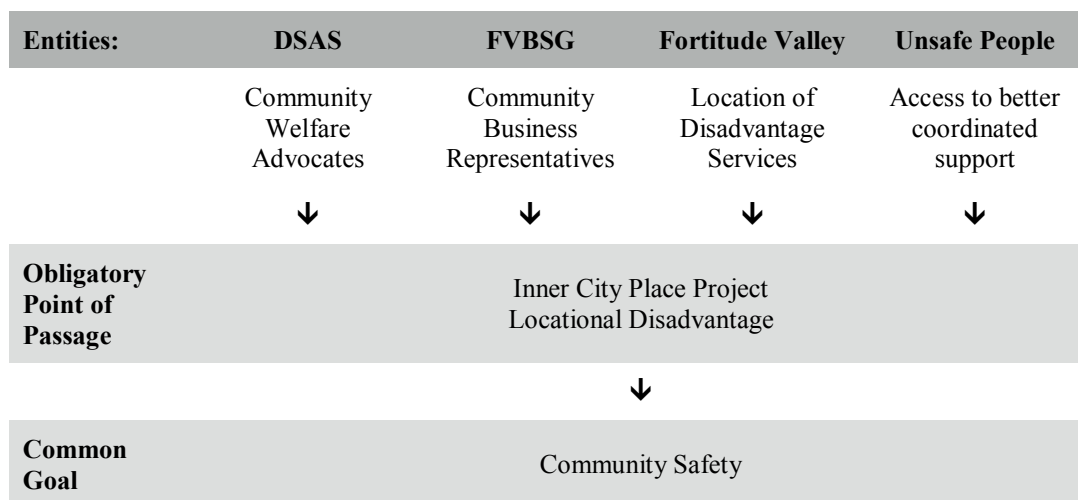 Entities: DSAS FVBSG Fortitude Valley Unsafe People
Community Welfare Advocates
Community Business Representatives
Location of Disadvantage Services
Access to better coordinated support
Obligatory Point of Passage
Inner City Place Project
Locational Disadvantage
Common Goal
Community Safety